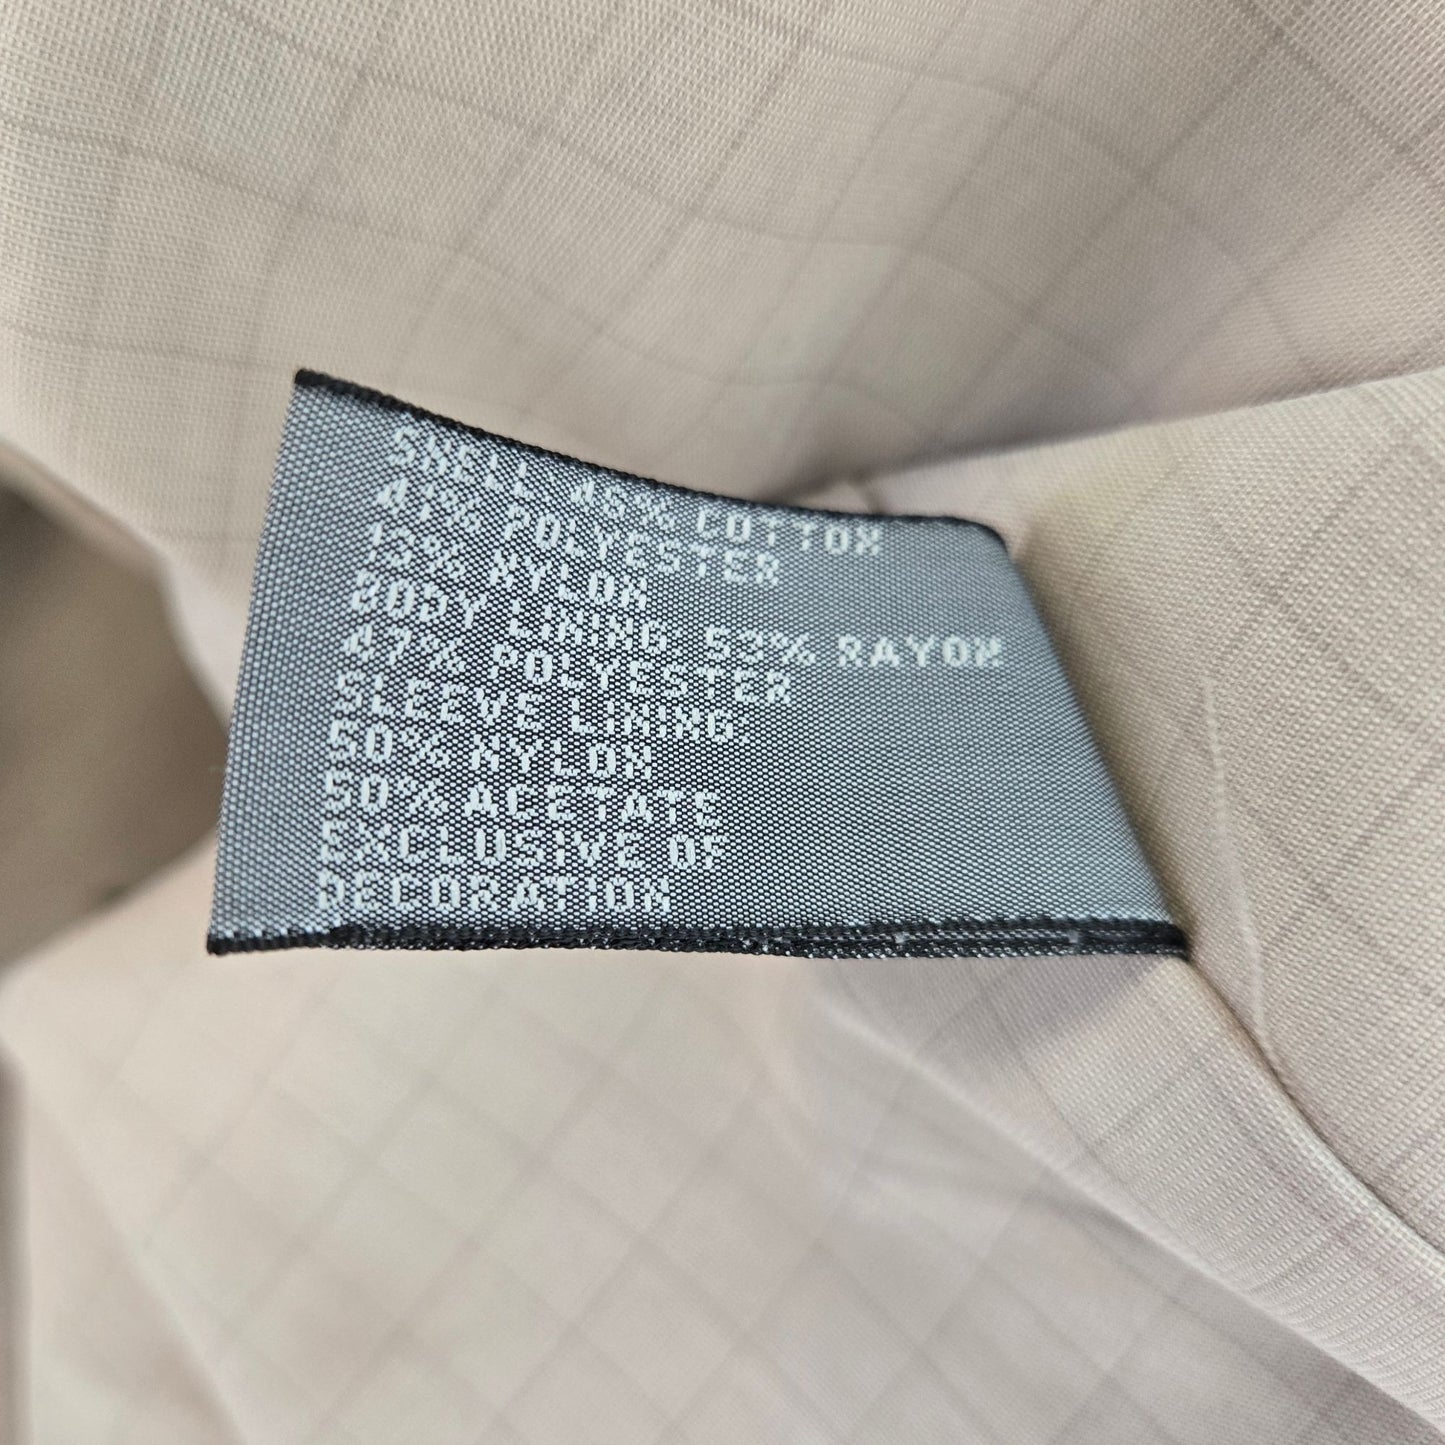 SHELL: 46% COTTON
41% POLYESTER
13% NYLON
BODY LINING: 53% RAYON
47% POLYESTER
SLEEVE LINING:
50% NYLON
50% ACETATE
EXCLUSIVE OF
DECORATION